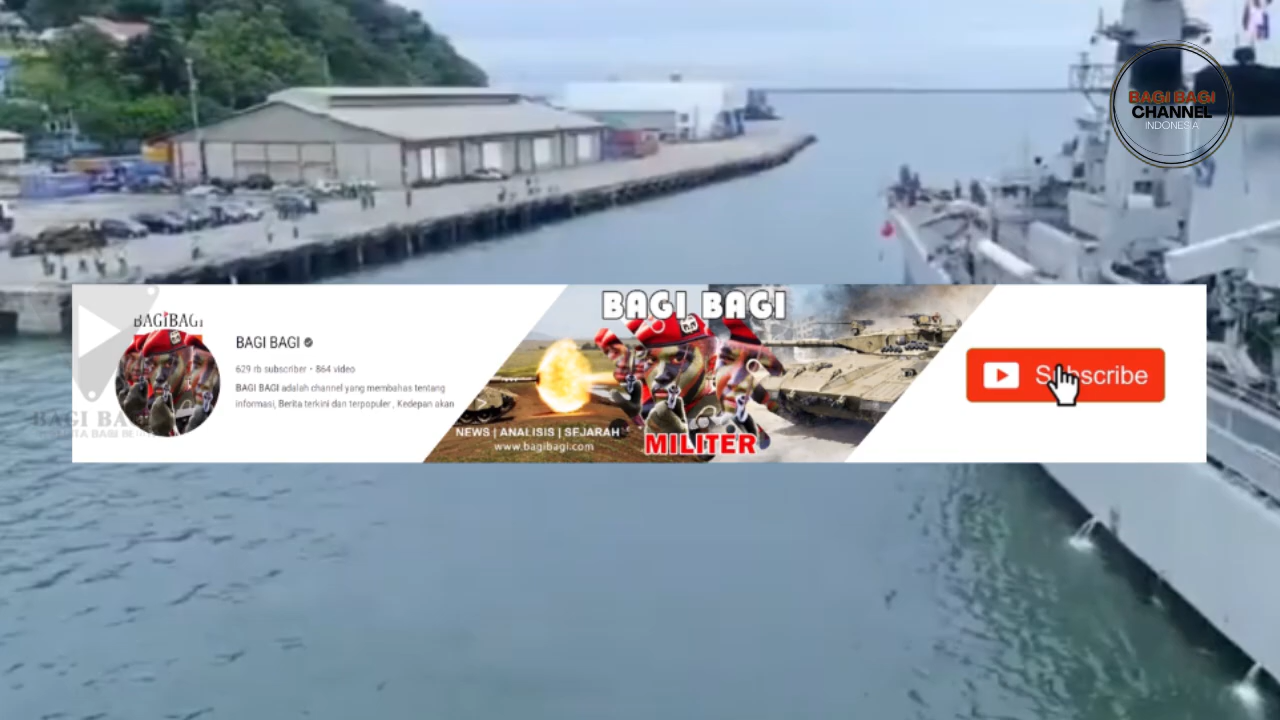 BAGI BAGI
CHANNEL
INDONESIA
BAGI BAGI
BAGIBAGI
BAGI BAGI
629 rb subscriber • 864 video
BAGI BAGI adalah channel yang membahas tentang
informasi, Berita terkini dan terpopuler , Kedepan akan
NEWS | ANALISIS | SEJARAH
www.bagibagi.com
MILITER
Subscribe
BAGI